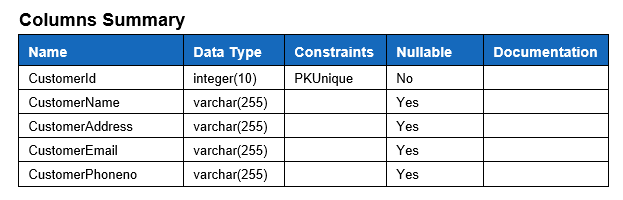 Columns Summary
Name Data Type Constraints Nullable Documentation
CustomerId integer(10) PKUnique No
CustomerName varchar(255) Yes
CustomerAddress varchar(255) Yes
CustomerEmail varchar(255) Yes
CustomerPhoneno varchar(255) Yes